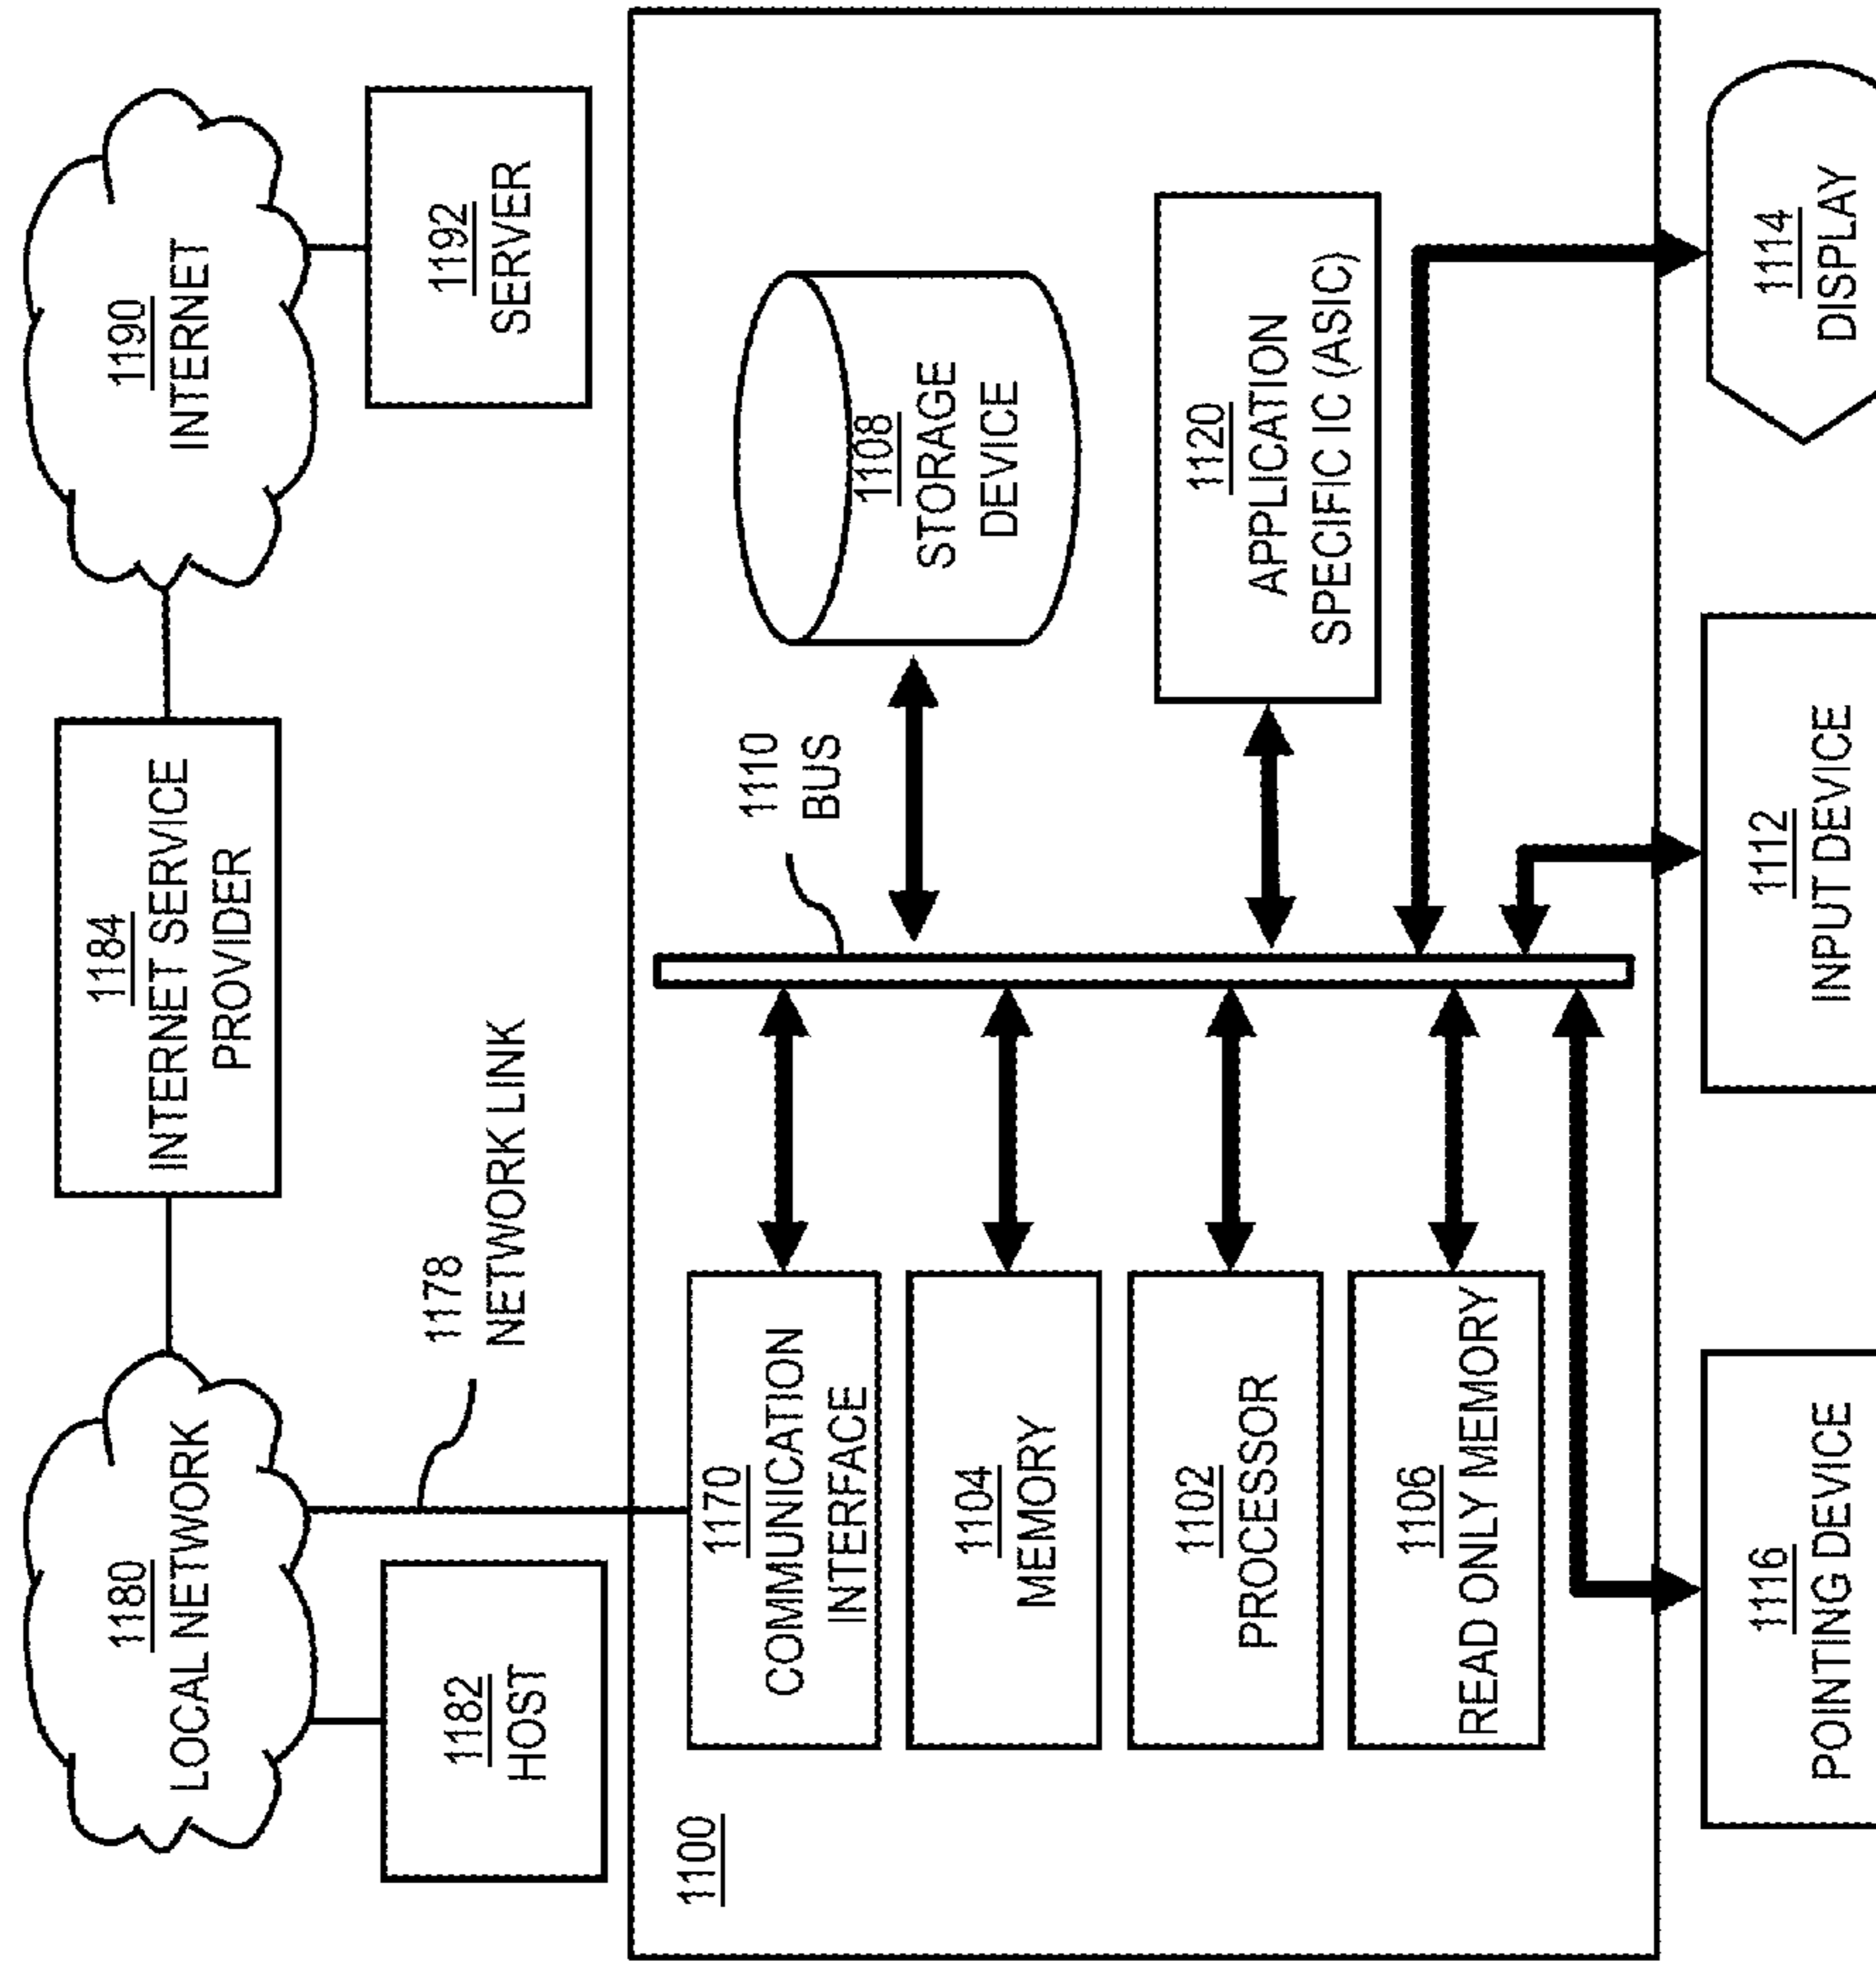 1180
LOCAL NETWORK
1184
INTERNET SERVICE
PROVIDER
1190
INTERNET
1182
HOST
1178
NETWORK LINK
1192
SERVER
1100
1170
COMMUNICATION
INTERFACE
1110
BUS
1108
STORAGE
DEVICE
1104
MEMORY
1102
PROCESSOR
1120
APPLICATION
SPECIFIC IC (ASIC)
1106
READ ONLY MEMORY
1116
POINTING DEVICE
1112
INPUT DEVICE
1114
DISPLAY